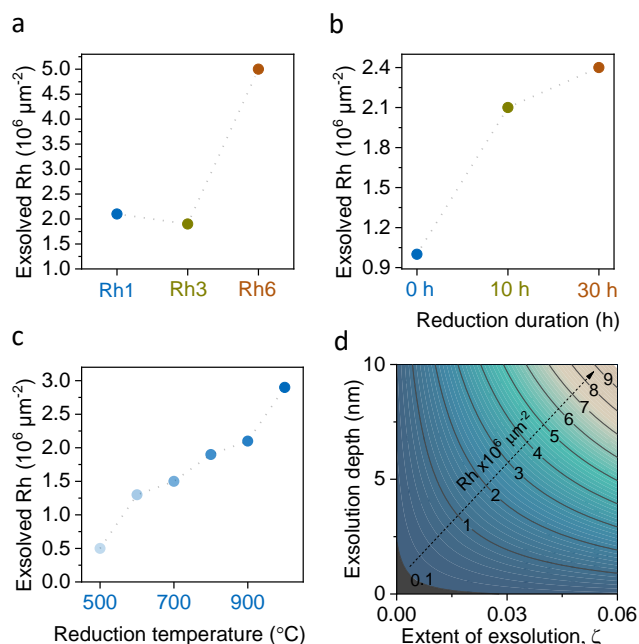 a
Exsolved Rh (10⁶ µm⁻²)
5.0
4.5
4.0
3.5
3.0
2.5
2.0
1.5
1.0
Rh1 Rh3 Rh6
b
Exsolved Rh (10⁶ µm⁻²)
2.4
2.1
1.8
1.5
1.2
0.9
0 h 10 h 30 h
Reduction duration (h)
c
Exsolved Rh (10⁶ µm⁻²)
3.0
2.5
2.0
1.5
1.0
0.5
0.0
500 700 900
Reduction temperature (°C)
d
Exsolution depth (nm)
10
5
0
Rh x10⁶ µm⁻²
9
8
7
6
5
4
3
2
1
0.1
0.00 0.03 0.06
Extent of exsolution, ζ